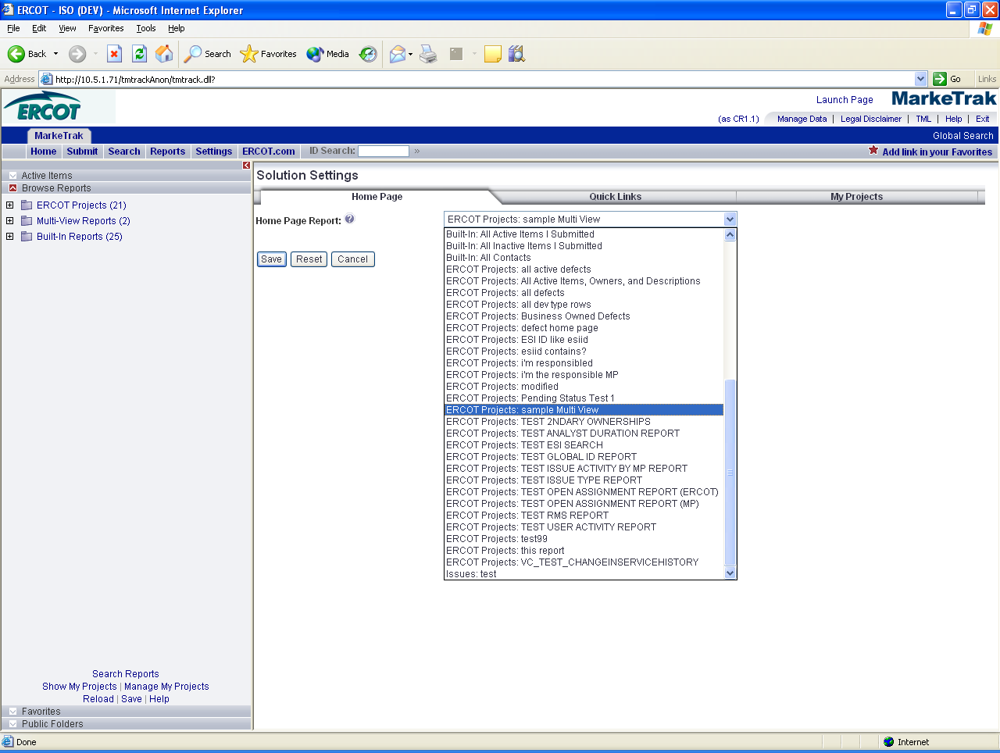 ERCOT - ISO (DEV) - Microsoft Internet Explorer
File Edit View Favorites Tools Help
Back Search Favorites Media
Address http://10.5.1.71/tmtrackAnon/tmtrack.dll? Go Links
ERCOT Launch Page MarkeTrak
(as CR1.1) Manage Data | Legal Disclaimer | TML | Help | Exit
MarkeTrak Global Search
Home Submit Search Reports Settings ERCOT.com ID Search: » Add link in your Favorites
Active Items
Browse Reports
ERCOT Projects (21)
Multi-View Reports (2)
Built-In Reports (25)
Search Reports
Show My Projects | Manage My Projects
Reload | Save | Help
Favorites
Public Folders
Solution Settings
Home Page Quick Links My Projects
Home Page Report: ? ERCOT Projects: sample Multi View
Save Reset Cancel
Built-In: All Active Items I Submitted
Built-In: All Inactive Items I Submitted
Built-In: All Contacts
ERCOT Projects: all active defects
ERCOT Projects: All Active Items, Owners, and Descriptions
ERCOT Projects: all defects
ERCOT Projects: all dev type rows
ERCOT Projects: Business Owned Defects
ERCOT Projects: defect home page
ERCOT Projects: ESI ID like esiid
ERCOT Projects: esiid contains?
ERCOT Projects: i'm responsibled
ERCOT Projects: i'm the responsible MP
ERCOT Projects: modified
ERCOT Projects: Pending Status Test 1
ERCOT Projects: sample Multi View
ERCOT Projects: TEST 2NDARY OWNERSHIPS
ERCOT Projects: TEST ANALYST DURATION REPORT
ERCOT Projects: TEST ESI SEARCH
ERCOT Projects: TEST GLOBAL ID REPORT
ERCOT Projects: TEST ISSUE ACTIVITY BY MP REPORT
ERCOT Projects: TEST ISSUE TYPE REPORT
ERCOT Projects: TEST OPEN ASSIGNMENT REPORT (ERCOT)
ERCOT Projects: TEST OPEN ASSIGNMENT REPORT (MP)
ERCOT Projects: TEST RMS REPORT
ERCOT Projects: TEST USER ACTIVITY REPORT
ERCOT Projects: test99
ERCOT Projects: this report
ERCOT Projects: VC_TEST_CHANGEINSERVICEHISTORY
Issues: test
Done Internet